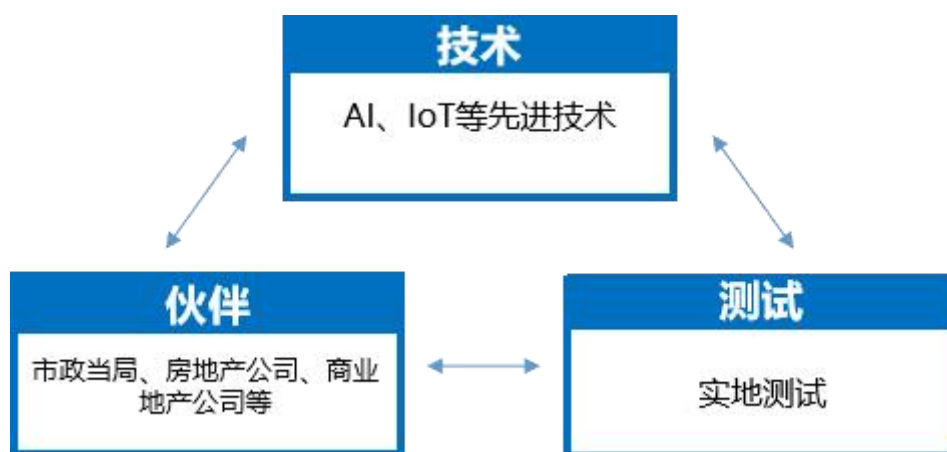 技术
AI、IoT等先进技术
伙伴
市政当局、房地产公司、商业
地产公司等
测试
实地测试